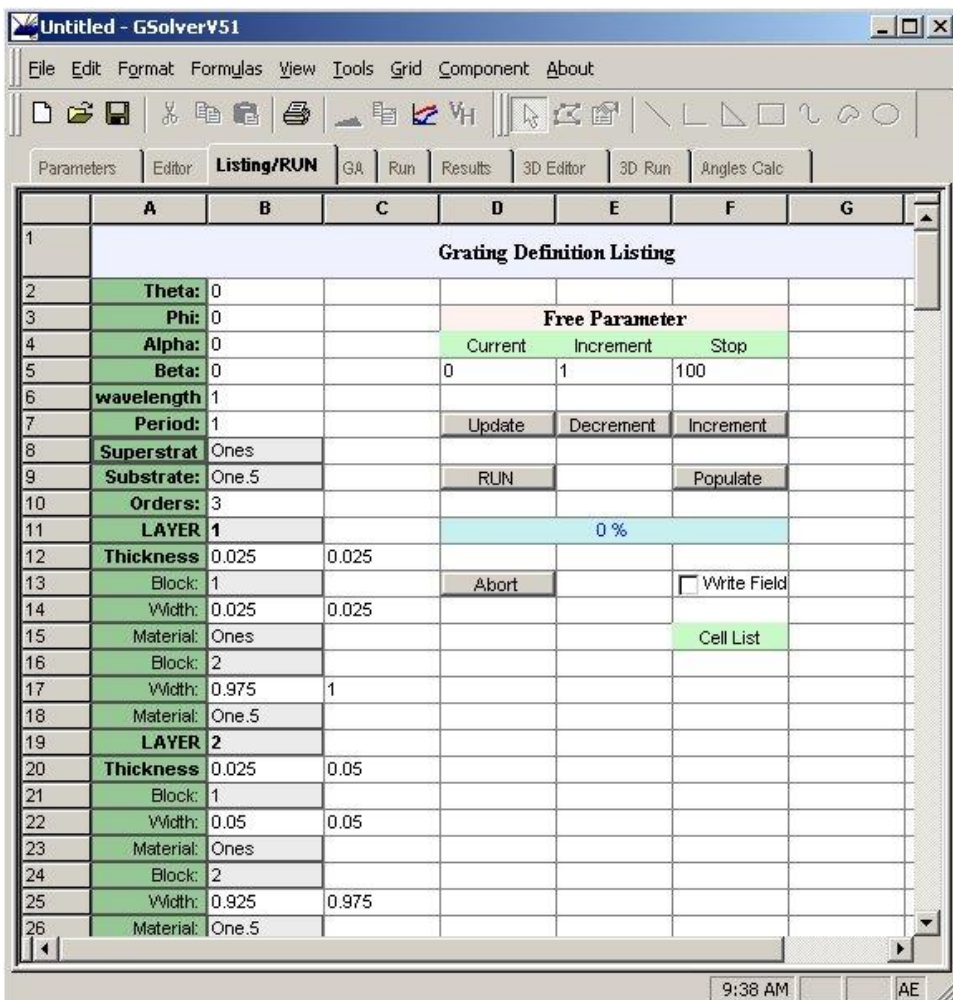 Untitled - GSolverV51
File Edit Format Formulas View Tools Grid Component About
VH
Parameters Editor Listing/RUN GA Run Results 3D Editor 3D Run Angles Calc
A B C D E F G
1 Grating Definition Listing
2 Theta: 0
3 Phi: 0 Free Parameter
4 Alpha: 0 Current Increment Stop
5 Beta: 0 0 1 100
6 wavelength 1
7 Period: 1 Update Decrement Increment
8 Superstrat Ones
9 Substrate: One.5 RUN Populate
10 Orders: 3
11 LAYER 1 0 %
12 Thickness 0.025 0.025
13 Block: 1 Abort Write Field
14 Width: 0.025 0.025
15 Material: Ones Cell List
16 Block: 2
17 Width: 0.975 1
18 Material: One.5
19 LAYER 2
20 Thickness 0.025 0.05
21 Block: 1
22 Width: 0.05 0.05
23 Material: Ones
24 Block: 2
25 Width: 0.925 0.975
26 Material: One.5
9:38 AM AE